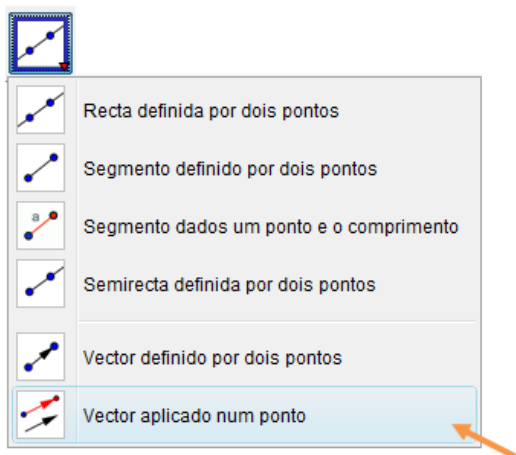 Recta definida por dois pontos
Segmento definido por dois pontos
a
Segmento dados um ponto e o comprimento
Semirecta definida por dois pontos
Vector definido por dois pontos
Vector aplicado num ponto